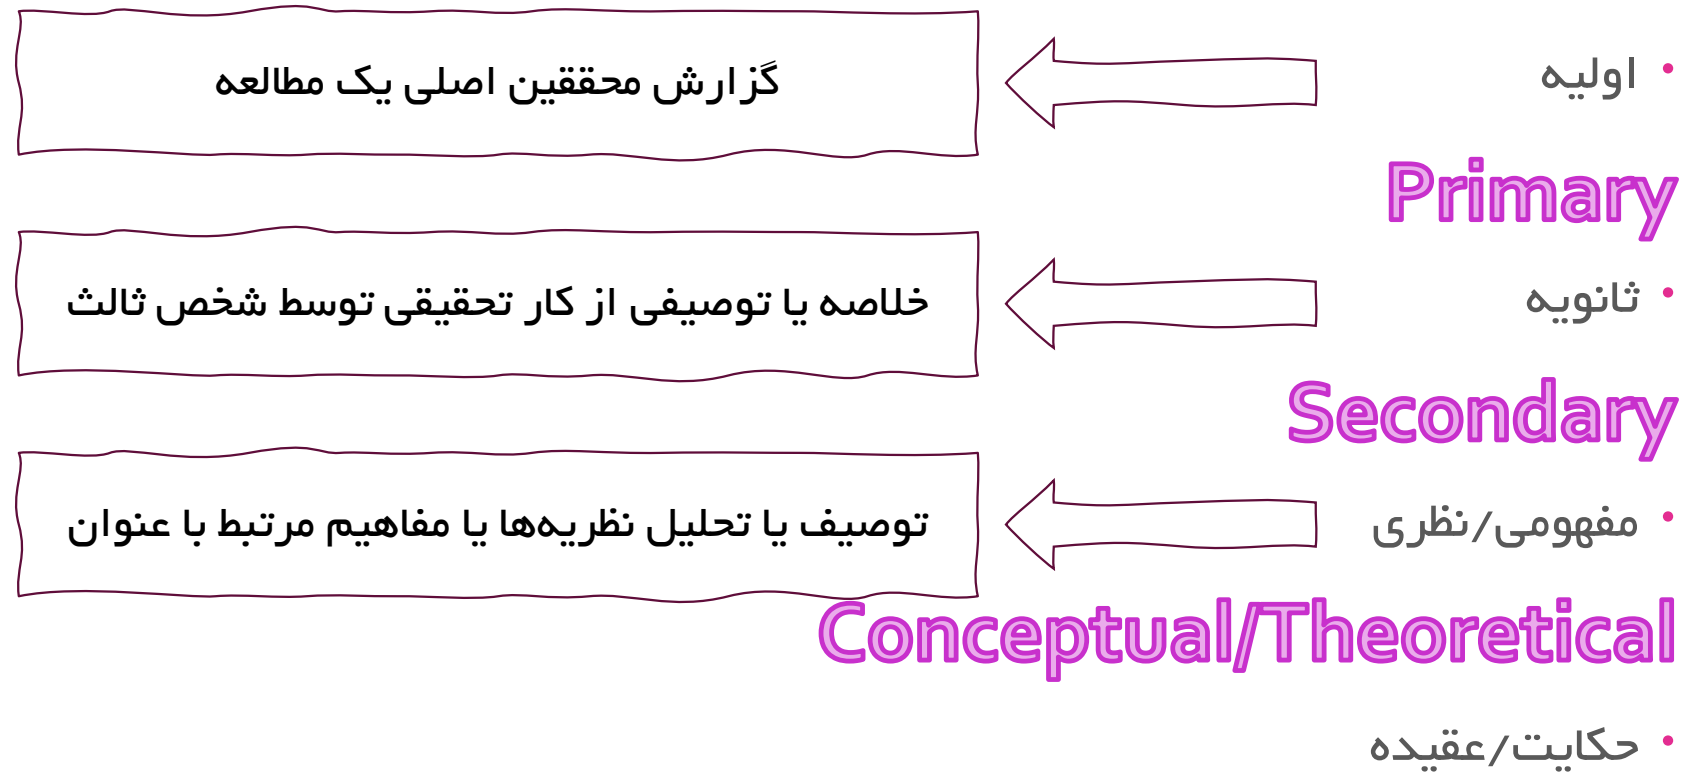 • اولیه
گزارش محققین اصلی یک مطالعه
Primary
• ثانویه
خلاصه یا توصیفی از کار تحقیقی توسط شخص ثالث
Secondary
• مفهومی/نظری
توصیف یا تحلیل نظریه‌ها یا مفاهیم مرتبط با عنوان
Conceptual/Theoretical
• حکایت/عقیده